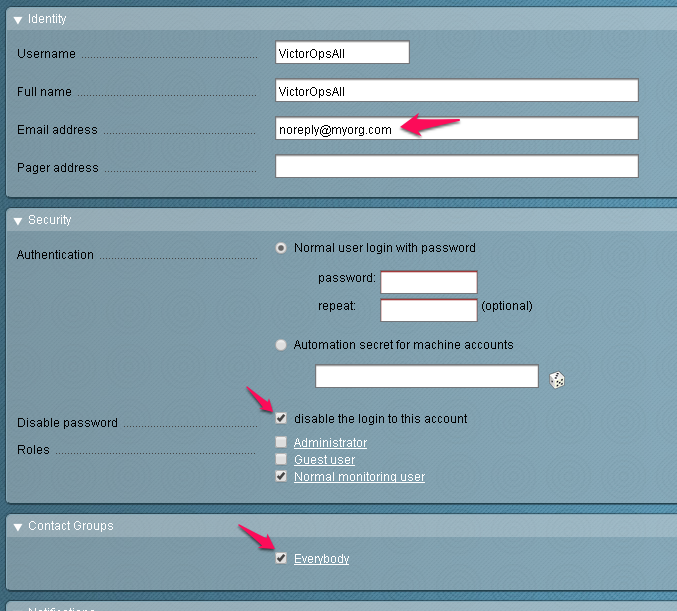 Identity
Username
VictorOpsAll
Full name
VictorOpsAll
Email address
noreply@myorg.com
Pager address
Security
Authentication
Normal user login with password
password:
repeat:
(optional)
Automation secret for machine accounts
Disable password
disable the login to this account
Roles
Administrator
Guest user
Normal monitoring user
Contact Groups
Everybody
Notifications